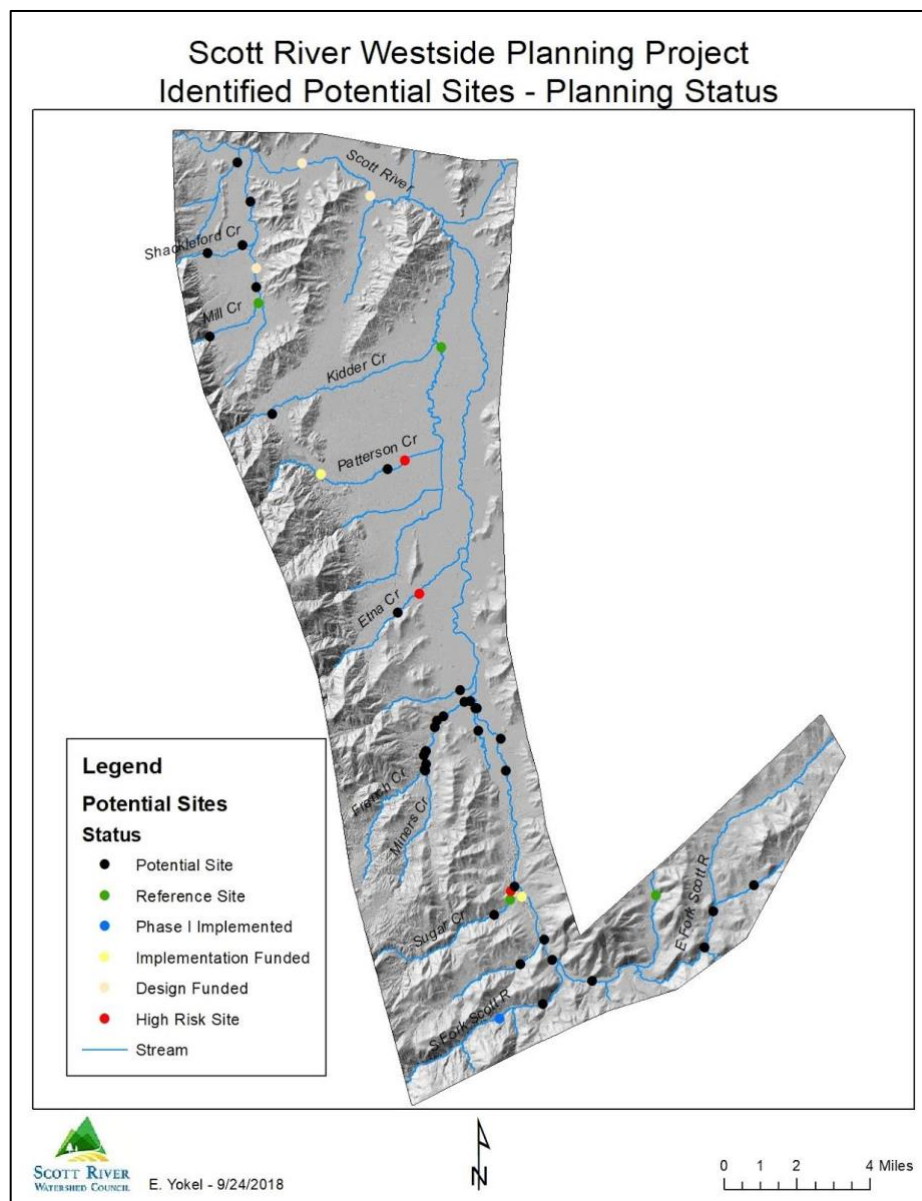 Scott River Westside Planning Project
Identified Potential Sites - Planning Status
Scott River
Shackleford Cr
Mill Cr
Kidder Cr
Patterson Cr
Etna Cr
French Cr
Miners Cr
Sugar Cr
E Fork Scott R
S Fork Scott R
Legend
Potential Sites
Status
Potential Site
Reference Site
Phase I Implemented
Implementation Funded
Design Funded
High Risk Site
Stream
SCOTT RIVER
WATERSHED COUNCIL
E. Yokel - 9/24/2018
N
0 1 2 4 Miles